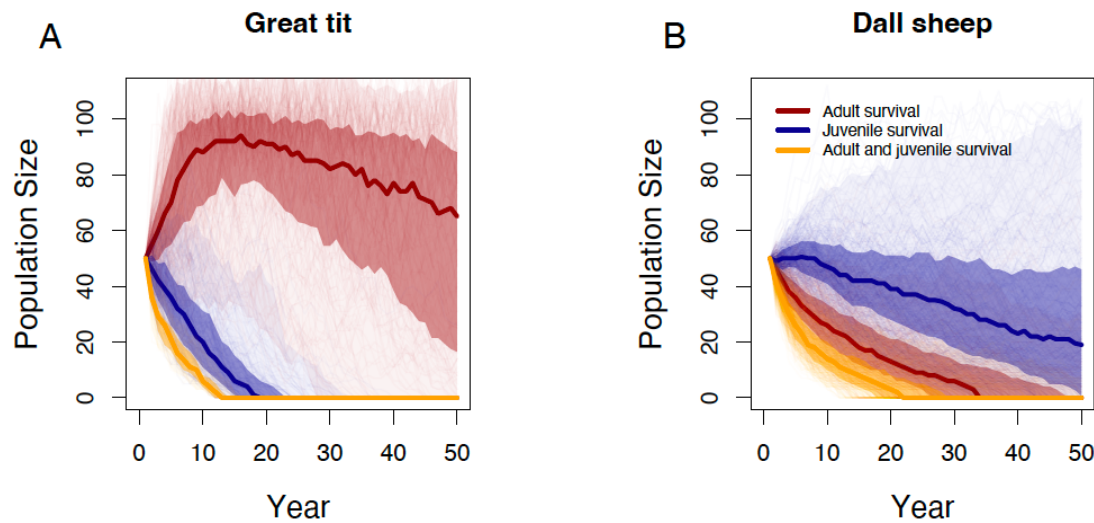 A
Great tit
Population Size
100
80
60
40
20
0
0 10 20 30 40 50
Year
B
Dall sheep
Population Size
100
80
60
40
20
0
Adult survival
Juvenile survival
Adult and juvenile survival
0 10 20 30 40 50
Year